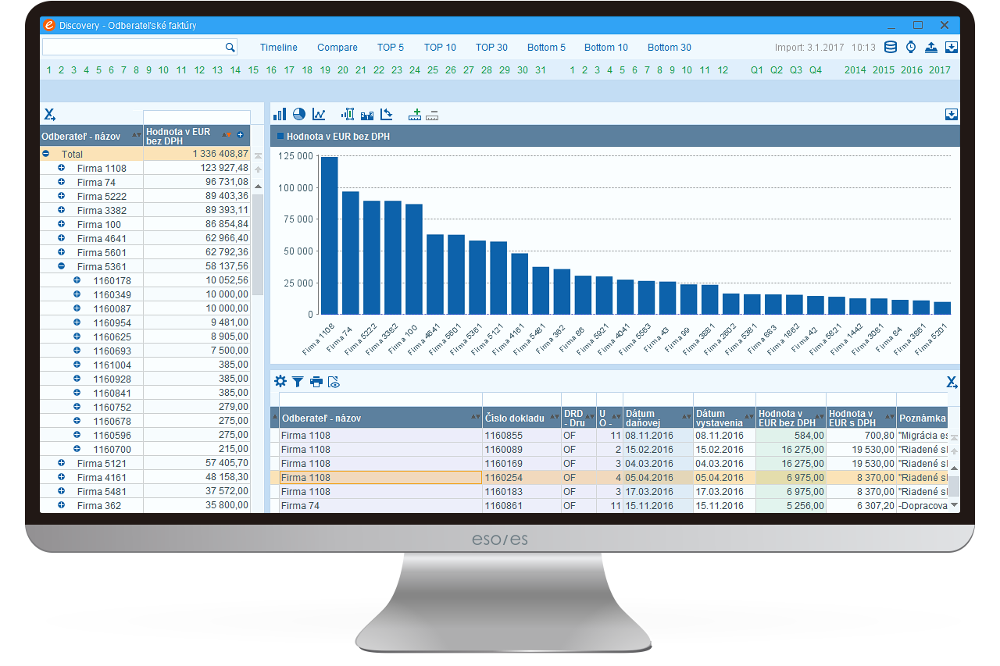 e Discovery - Odberateľské faktúry
Timeline Compare TOP 5 TOP 10 TOP 30 Bottom 5 Bottom 10 Bottom 30 Import: 3.1.2017 10:13
1 2 3 4 5 6 7 8 9 10 11 12 13 14 15 16 17 18 19 20 21 22 23 24 25 26 27 28 29 30 31 1 2 3 4 5 6 7 8 9 10 11 12 Q1 Q2 Q3 Q4 2014 2015 2016 2017
Odberateľ - názov Hodnota v EUR bez DPH
Total 1 336 408,87
Firma 1108 123 927,48
Firma 74 96 731,08
Firma 5222 89 403,36
Firma 3382 89 393,11
Firma 100 86 854,84
Firma 4641 62 966,40
Firma 5601 62 792,36
Firma 5361 58 137,56
1160178 10 052,56
1160349 10 000,00
1160087 10 000,00
1160954 9 481,00
1160625 8 905,00
1160693 7 500,00
1161004 385,00
1160928 385,00
1160841 385,00
1160752 279,00
1160678 275,00
1160596 275,00
1160700 215,00
Firma 5121 57 405,70
Firma 4161 48 158,30
Firma 5481 37 572,00
Firma 362 35 800,00
Hodnota v EUR bez DPH
125 000
100 000
75 000
50 000
25 000
0
Firma 1108 Firma 74 Firma 5222 Firma 3382 Firma 100 Firma 4641 Firma 5601 Firma 5361 Firma 5121 Firma 4161 Firma 5481 Firma 362 Firma 86 Firma 5921 Firma 4041 Firma 5563 Firma 43 Firma 99 Firma 3881 Firma 2602 Firma 5381 Firma 883 Firma 1862 Firma 42 Firma 5821 Firma 1442 Firma 3081 Firma 84 Firma 3861 Firma 5201
Odberateľ - názov Číslo dokladu DRD - Dru U O - Dátum daňovej Dátum vystavenia Hodnota v EUR bez DPH Hodnota v EUR s DPH Poznámka
Firma 1108 1160855 OF 11 08.11.2016 08.11.2016 584,00 700,80 "Migrácia es
Firma 1108 1160089 OF 2 15.02.2016 15.02.2016 16 275,00 19 530,00 "Riadené sl
Firma 1108 1160169 OF 3 04.03.2016 04.03.2016 16 275,00 19 530,00 "Riadené sl
Firma 1108 1160254 OF 4 05.04.2016 05.04.2016 6 975,00 8 370,00 "Riadené sl
Firma 1108 1160183 OF 3 17.03.2016 17.03.2016 6 975,00 8 370,00 "Riadené sl
Firma 74 1160861 OF 11 15.11.2016 15.11.2016 5 256,00 6 307,20 -Dopracova
eso/es